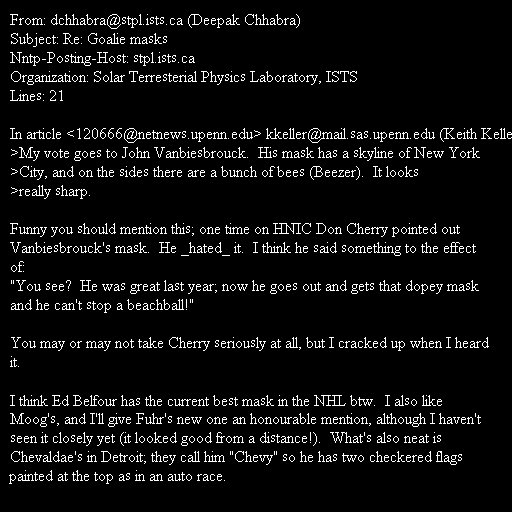 From: dchhabra@stpl.ists.ca (Deepak Chhabra)
Subject: Re: Goalie masks
Nntp-Posting-Host: stpl.ists.ca
Organization: Solar Terresterial Physics Laboratory, ISTS
Lines: 21

In article <120666@netnews.upenn.edu> kkeller@mail.sas.upenn.edu (Keith Kelle
>My vote goes to John Vanbiesbrouck.  His mask has a skyline of New York
>City, and on the sides there are a bunch of bees (Beezer).  It looks
>really sharp.

Funny you should mention this; one time on HNIC Don Cherry pointed out
Vanbiesbrouck's mask.  He _hated_ it.  I think he said something to the effect
of:
"You see?  He was great last year; now he goes out and gets that dopey mask
and he can't stop a beachball!"

You may or may not take Cherry seriously at all, but I cracked up when I heard
it.

I think Ed Belfour has the current best mask in the NHL btw.  I also like
Moog's, and I'll give Fuhr's new one an honourable mention, although I haven't
seen it closely yet (it looked good from a distance!).  What's also neat is
Chevaldae's in Detroit; they call him "Chevy" so he has two checkered flags
painted at the top as in an auto race.